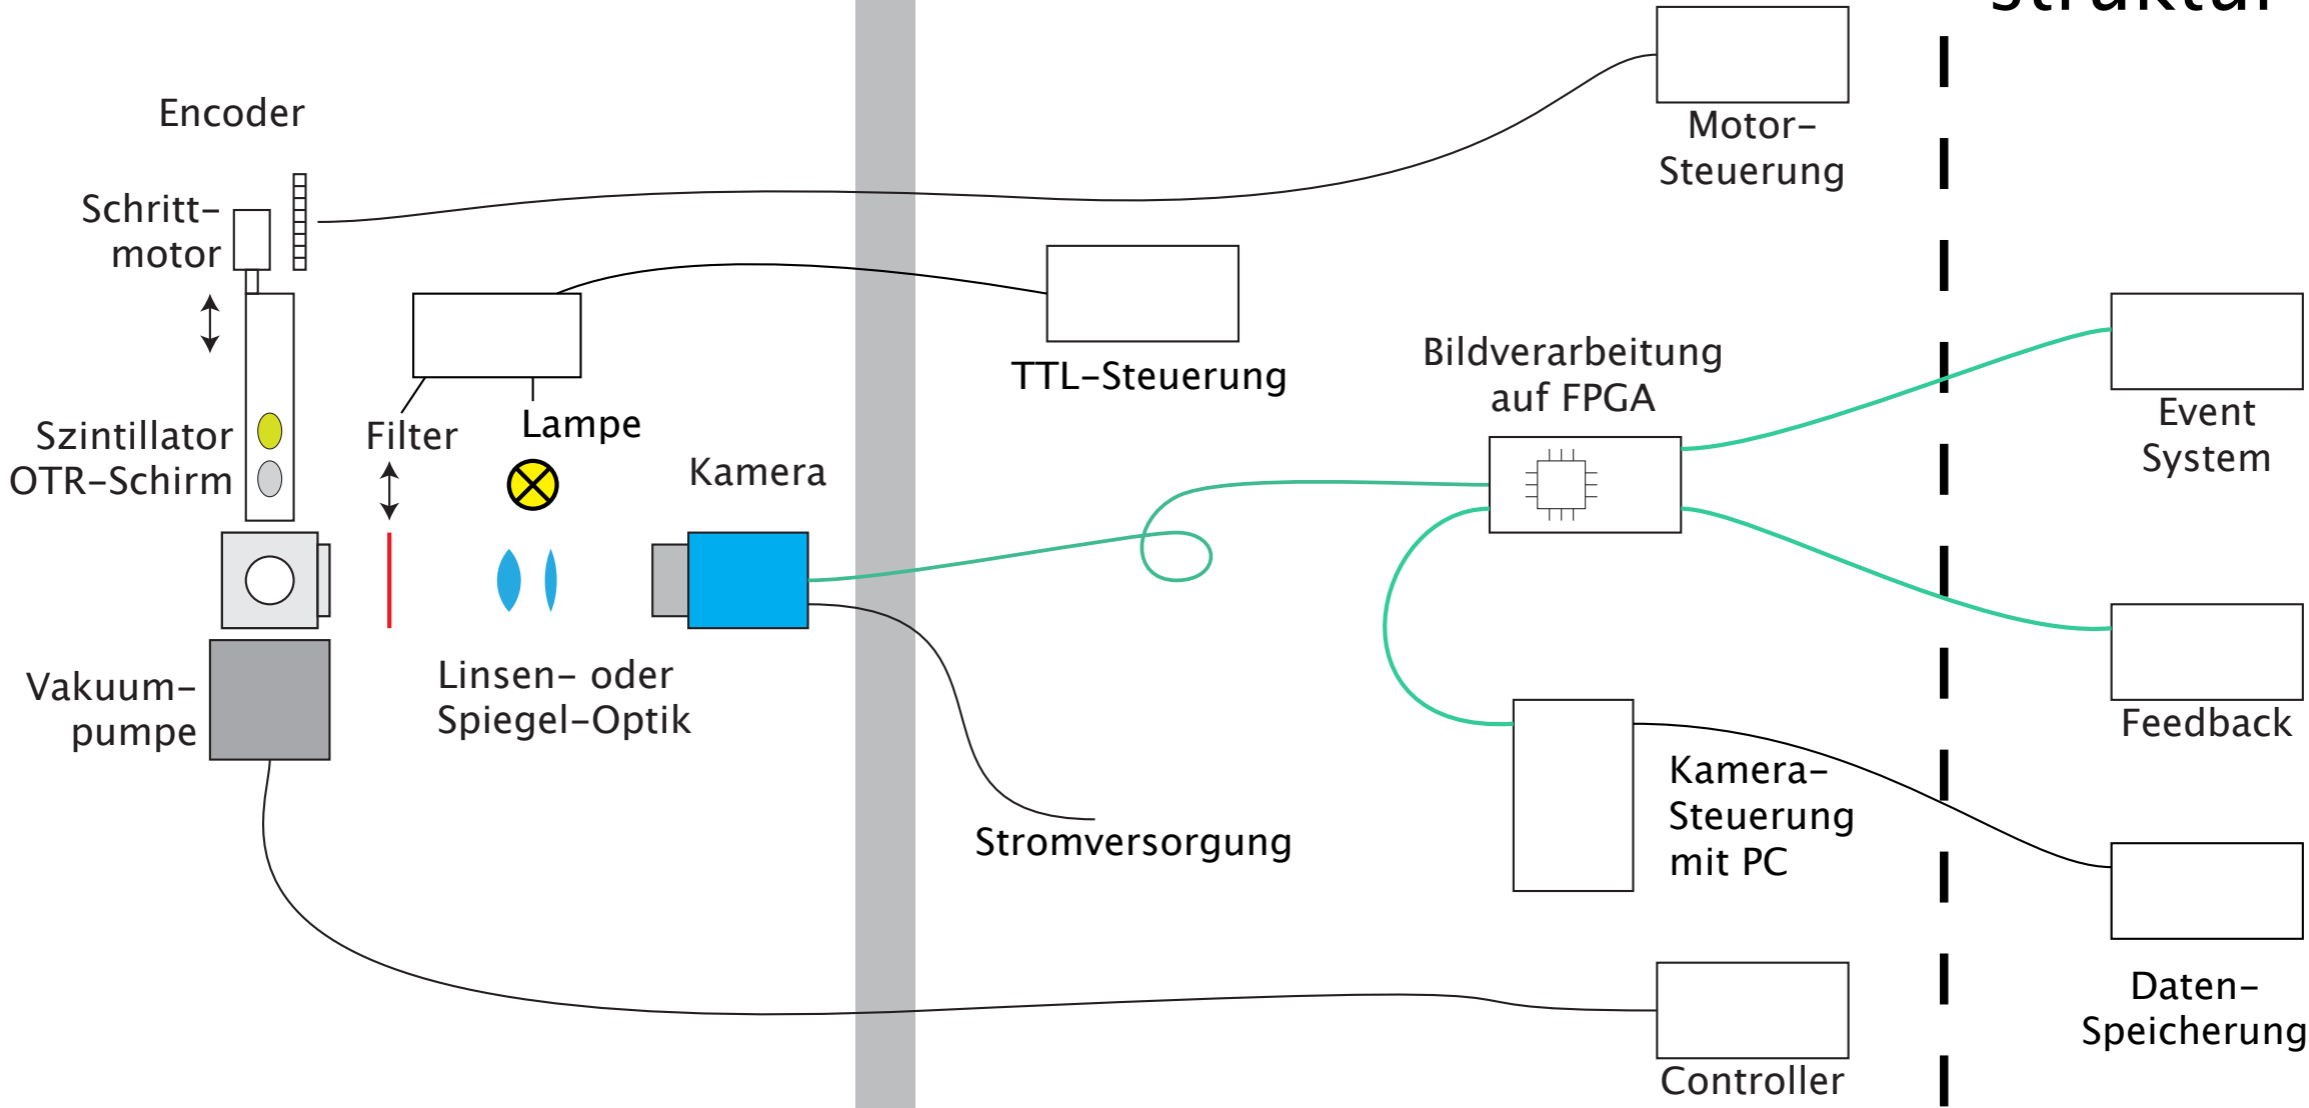 struktur
Encoder
Schritt-
motor
Motor-
Steuerung
TTL-Steuerung
Bildverarbeitung
auf FPGA
Event
System
Szintillator
OTR-Schirm
Filter
Lampe
Kamera
Linsen- oder
Spiegel-Optik
Vakuum-
pumpe
Stromversorgung
Kamera-
Steuerung
mit PC
Feedback
Daten-
Speicherung
Controller